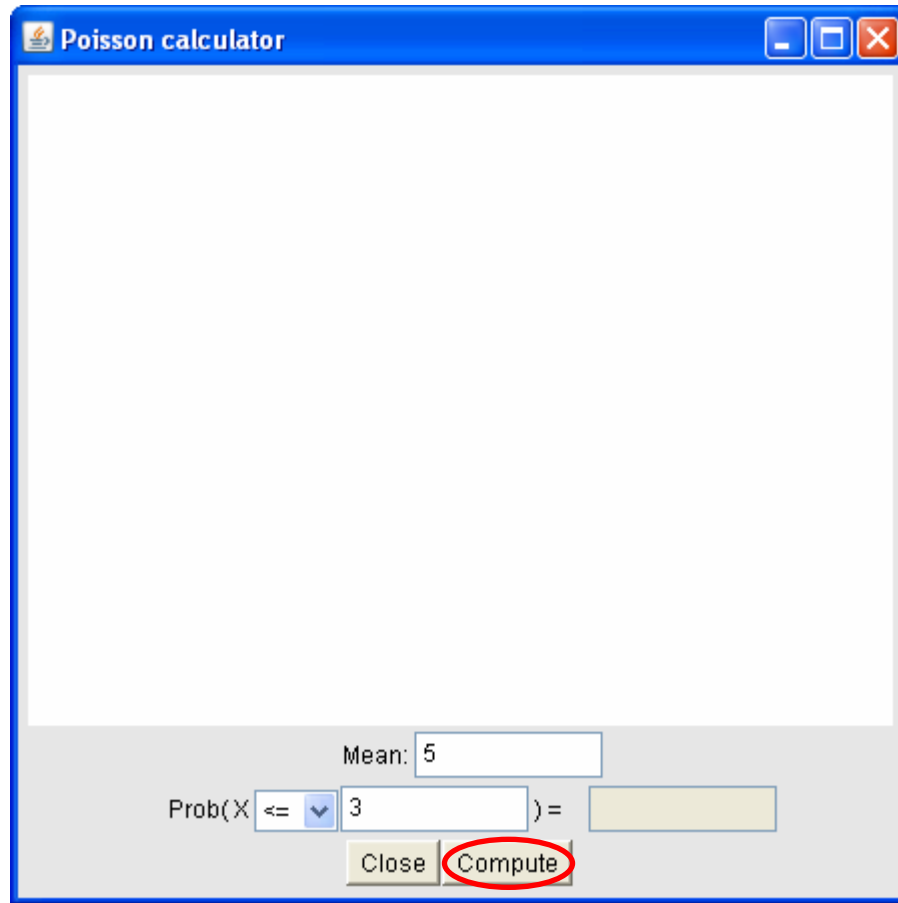 Poisson calculator
Mean: 5
Prob(X <= 3 ) =
Close Compute